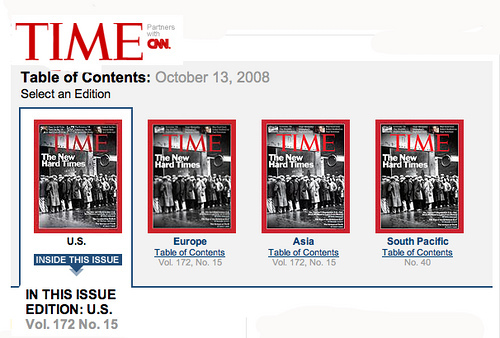 TIME
Partners
with
CNN.
Table of Contents: October 13, 2008
Select an Edition
TIME
The New
Hard Times
TIME
The New
Hard Times
TIME
The New
Hard Times
TIME
The New
Hard Times
U.S.
INSIDE THIS ISSUE
Europe
Table of Contents
Vol. 172, No. 15
Asia
Table of Contents
Vol. 172, No. 15
South Pacific
Table of Contents
No. 40
IN THIS ISSUE
EDITION: U.S.
Vol. 172 No. 15